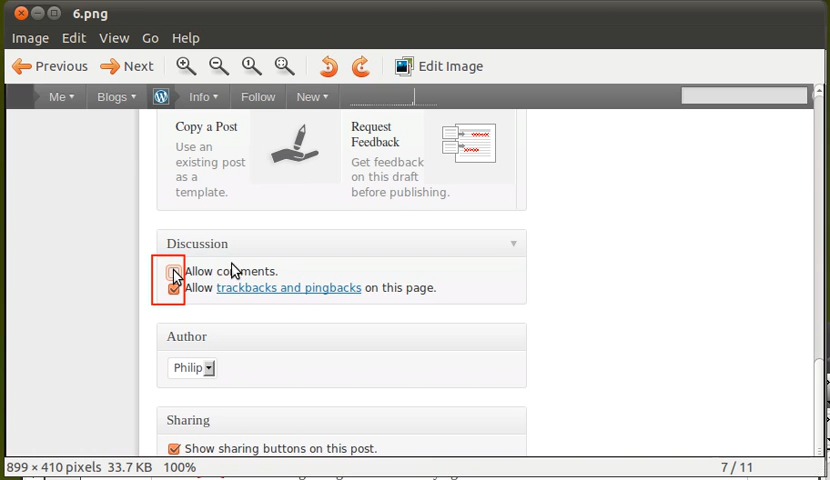 6.png
Image Edit View Go Help
Previous Next Edit Image
Me Blogs Info Follow New
Copy a Post
Use an
existing post
as a
template.
Request
Feedback
Get feedback
on this draft
before publishing.
Discussion
Allow comments.
Allow trackbacks and pingbacks on this page.
Author
Philip
Sharing
Show sharing buttons on this post.
899 × 410 pixels 33.7 KB 100% 7 / 11